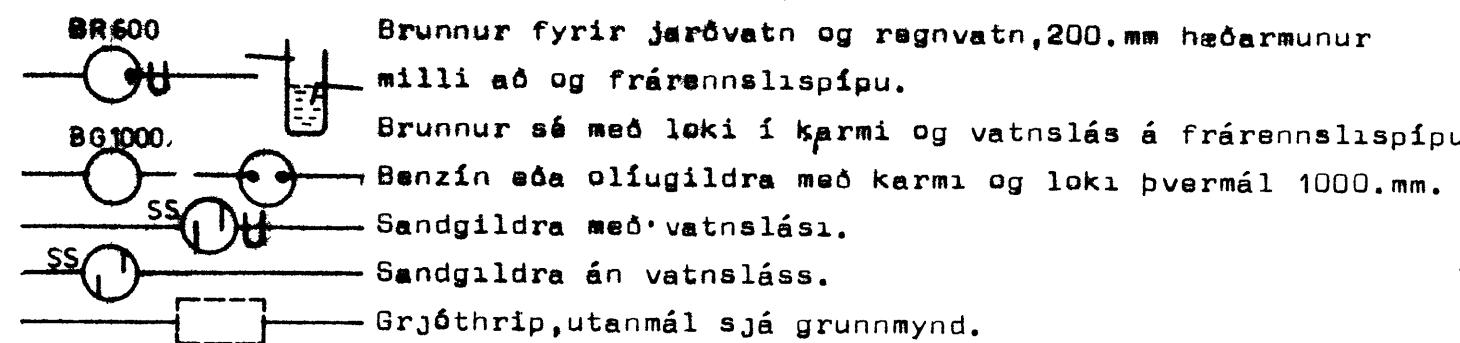 BR600 Brunnur fyrir jarðvatn og regnvatn,200.mm hæðarmunur
milli að og frárennslispípu.
Brunnur sé með loki í karmi og vatnslás á frárennslispípu
BG1000. Benzín eða olíugildra með karmi og loki þvermál 1000.mm.
SS Sandgildra með vatnslási.
SS Sandgildra án vatnsláss.
Grjóthrip,utanmál sjá grunnmynd.